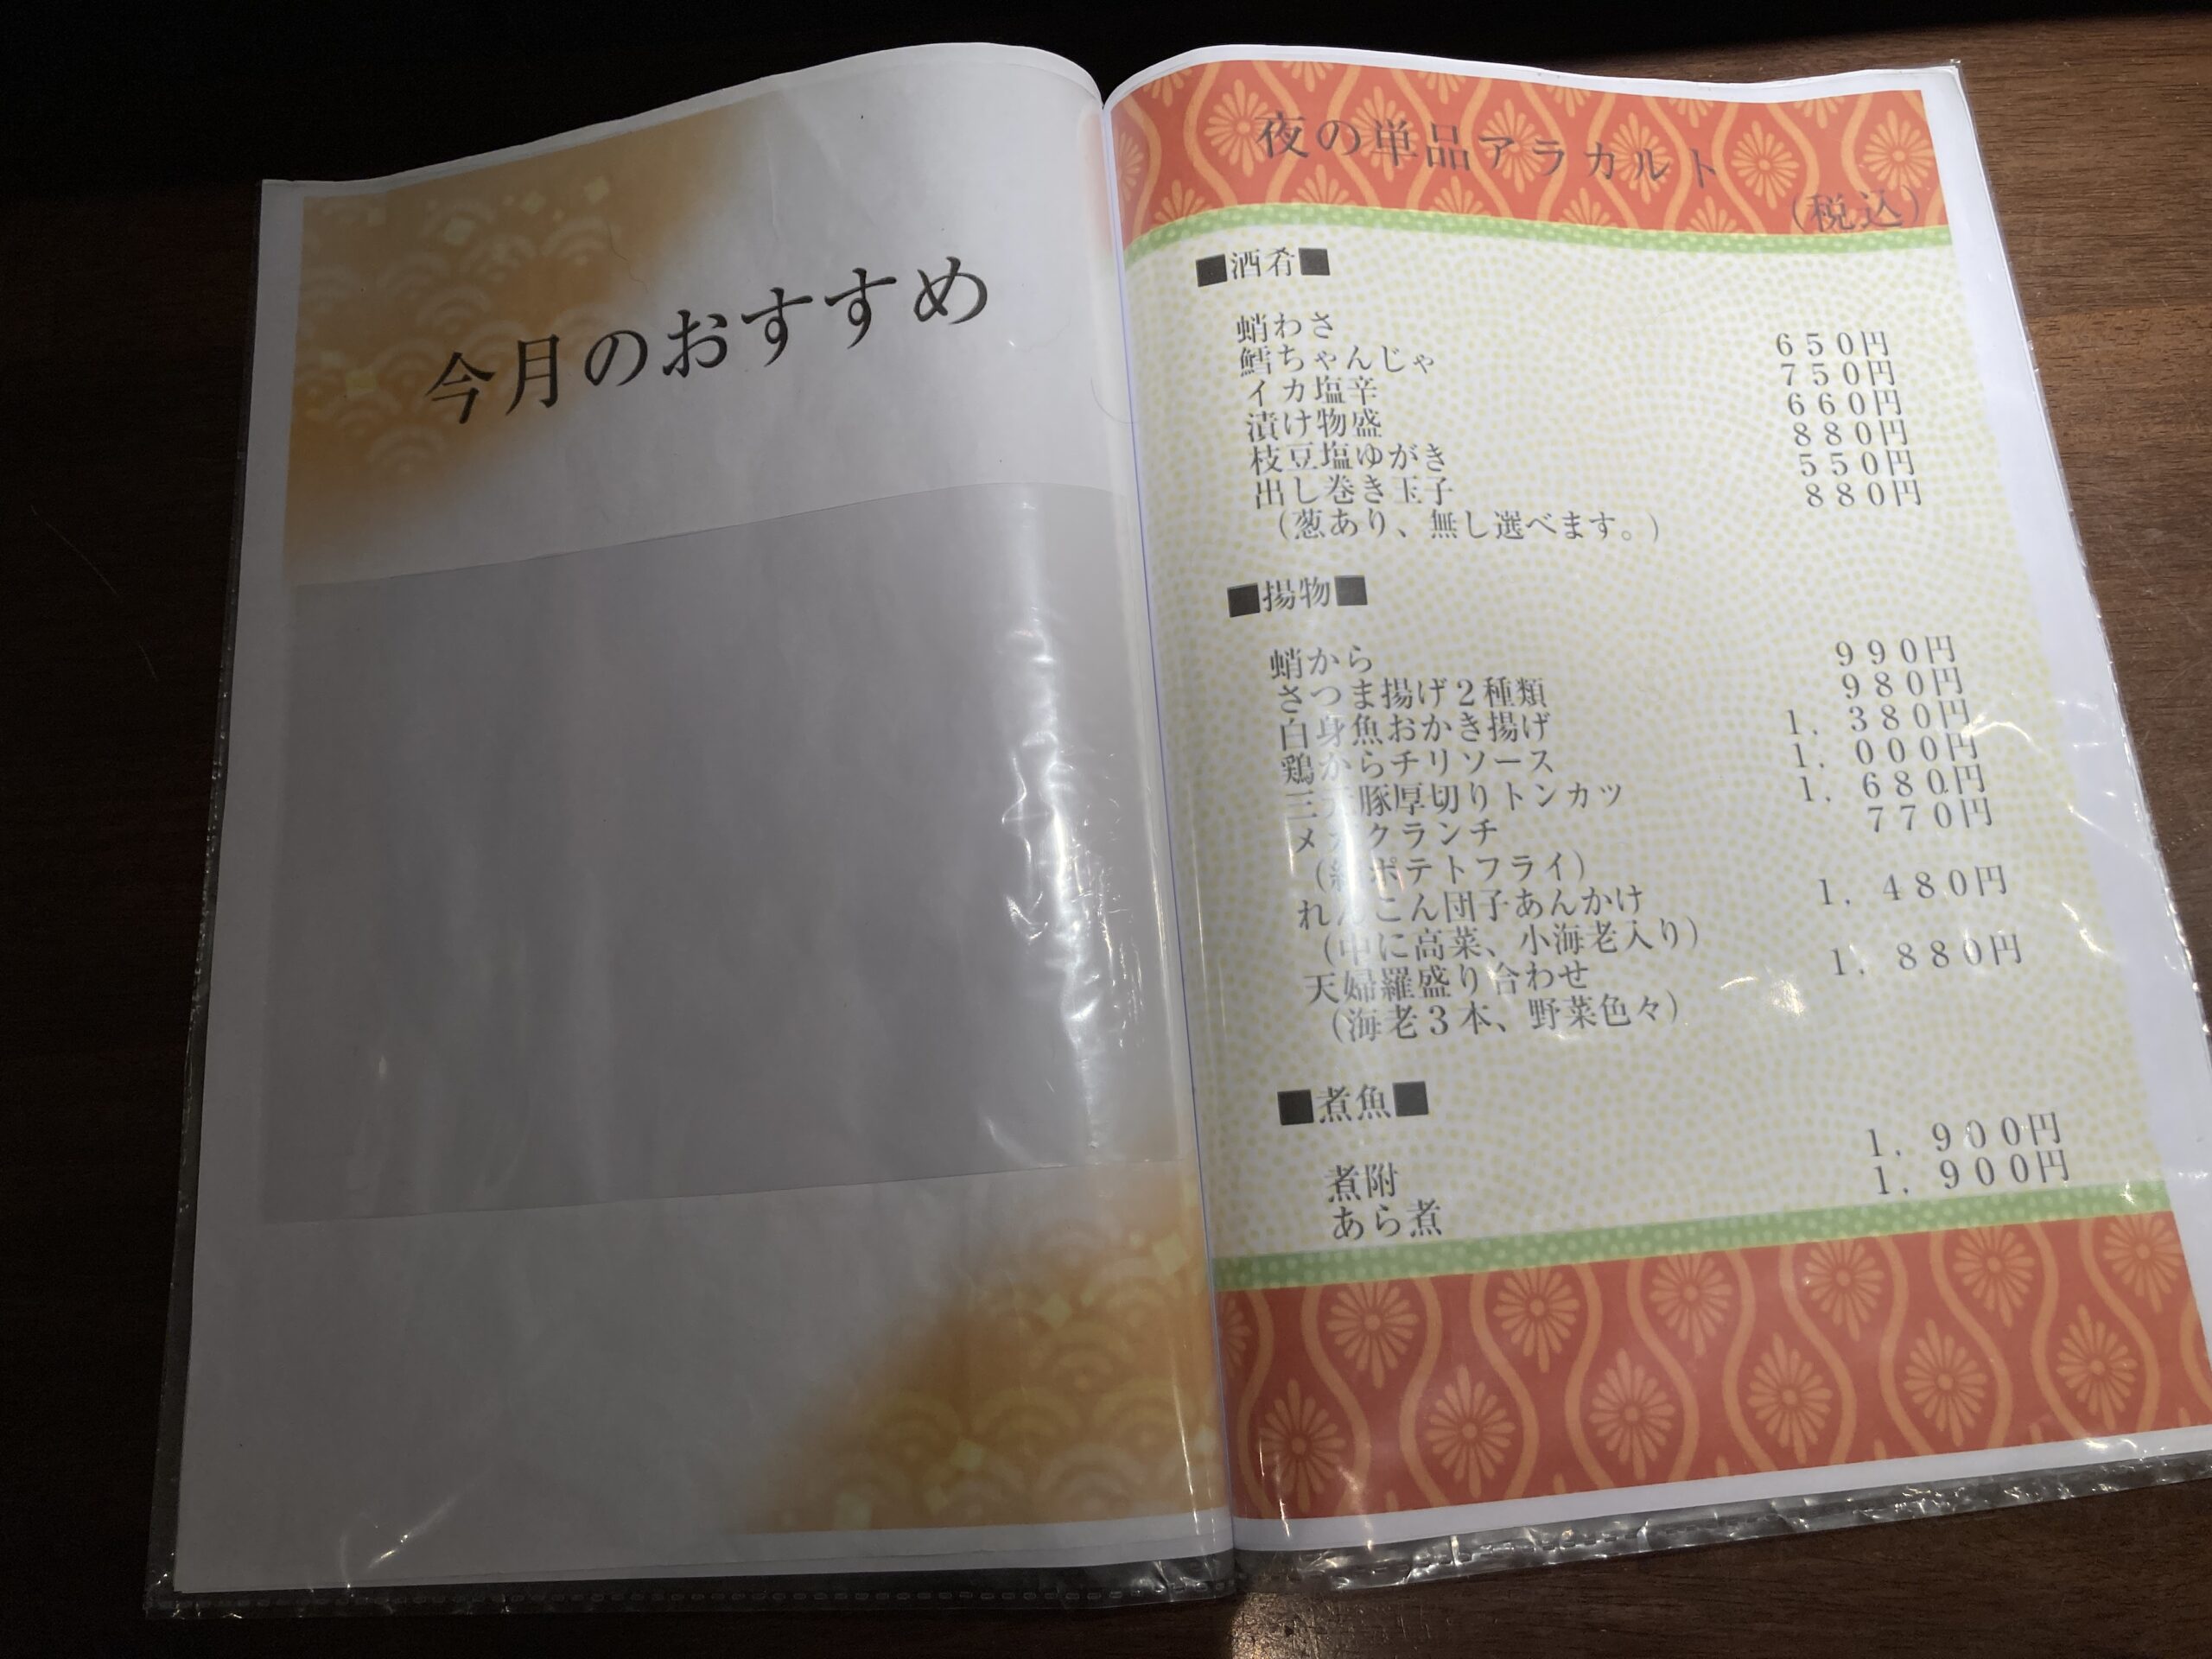 今月のおすすめ
夜の単品アラカルト
(税込)
■酒肴■
蛸わさ 650円
鱈ちゃんじゃ 750円
イカ塩辛 660円
漬け物盛 880円
枝豆塩ゆがき 550円
出し巻き玉子 880円
(葱あり、無し選べます。)
■揚物■
蛸から 990円
さつま揚げ2種類 980円
白身魚おかき揚げ 1.380円
鶏からチリソース 1.000円
豚厚切りトンカツ 1.680円
メガクランチ 770円
ポテトフライ)
れんこん団子あんかけ 1.480円
(中に高菜、小海老入り)
天婦羅盛り合わせ 1.880円
(海老3本、野菜色々)
■煮魚■
煮附 1.900円
あら煮 1.900円